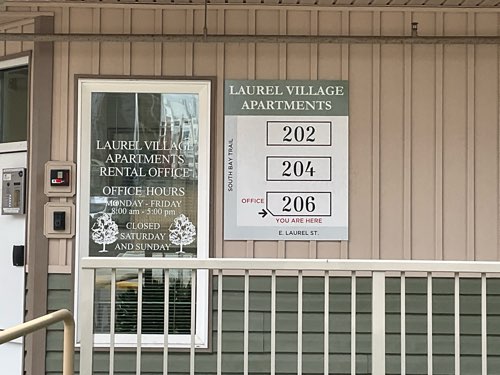 LAUREL VILLAGE
APARTMENTS
RENTAL OFFICE
OFFICE HOURS
MONDAY - FRIDAY
8:00 am - 5:00 pm
CLOSED
SATURDAY
AND SUNDAY
LAUREL VILLAGE
APARTMENTS
SOUTH BAY TRAIL
202
204
OFFICE
206
YOU ARE HERE
E. LAUREL ST.